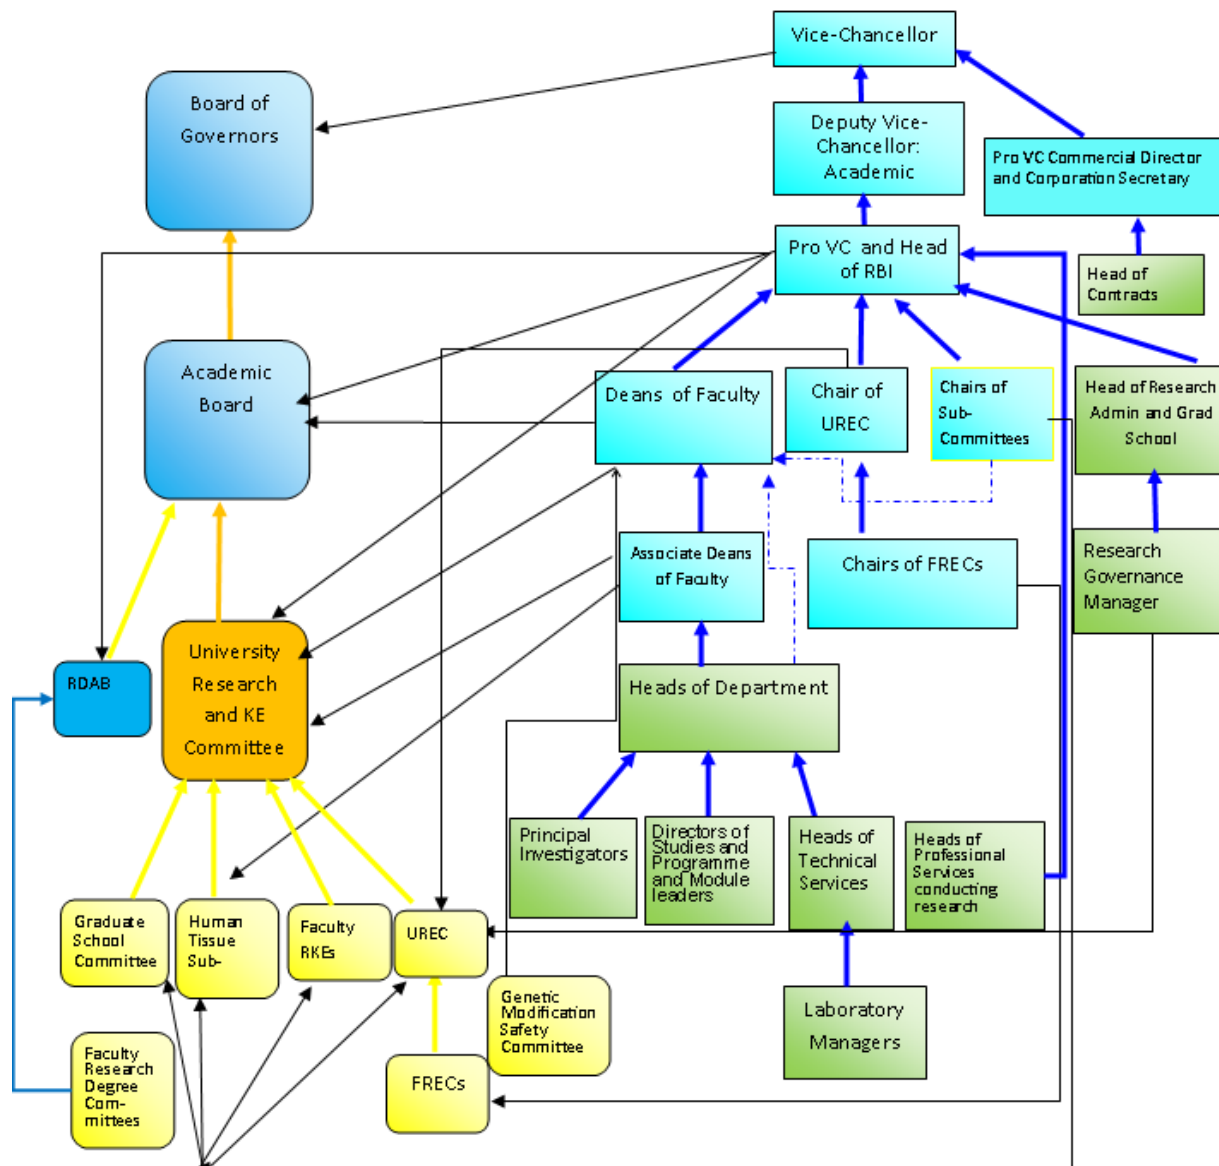 Vice-Chancellor
Board of
Governors
Deputy Vice-
Chancellor:
Academic
Pro VC Commercial Director
and Corporation Secretary
Pro VC and Head
of RBI
Head of
Contracts
Academic
Board
Deans of Faculty
Chair of
UREC
Chairs of
Sub-
Committees
Head of Research
Admin and Grad
School
Associate Deans
of Faculty
Chairs of FRECs
Research
Governance
Manager
University
Research
and KE
Committee
RDAB
Heads of Department
Principal
Investigators
Directors of
Studies and
Programme
and Module
leaders
Heads of
Technical
Services
Heads of
Professional
Services
conducting
research
Graduate
School
Committee
Human
Tissue
Sub-
Faculty
RKEs
UREC
Genetic
Modification
Safety
Committee
Laboratory
Managers
Faculty
Research
Degree
Com-
mittees
FRECs